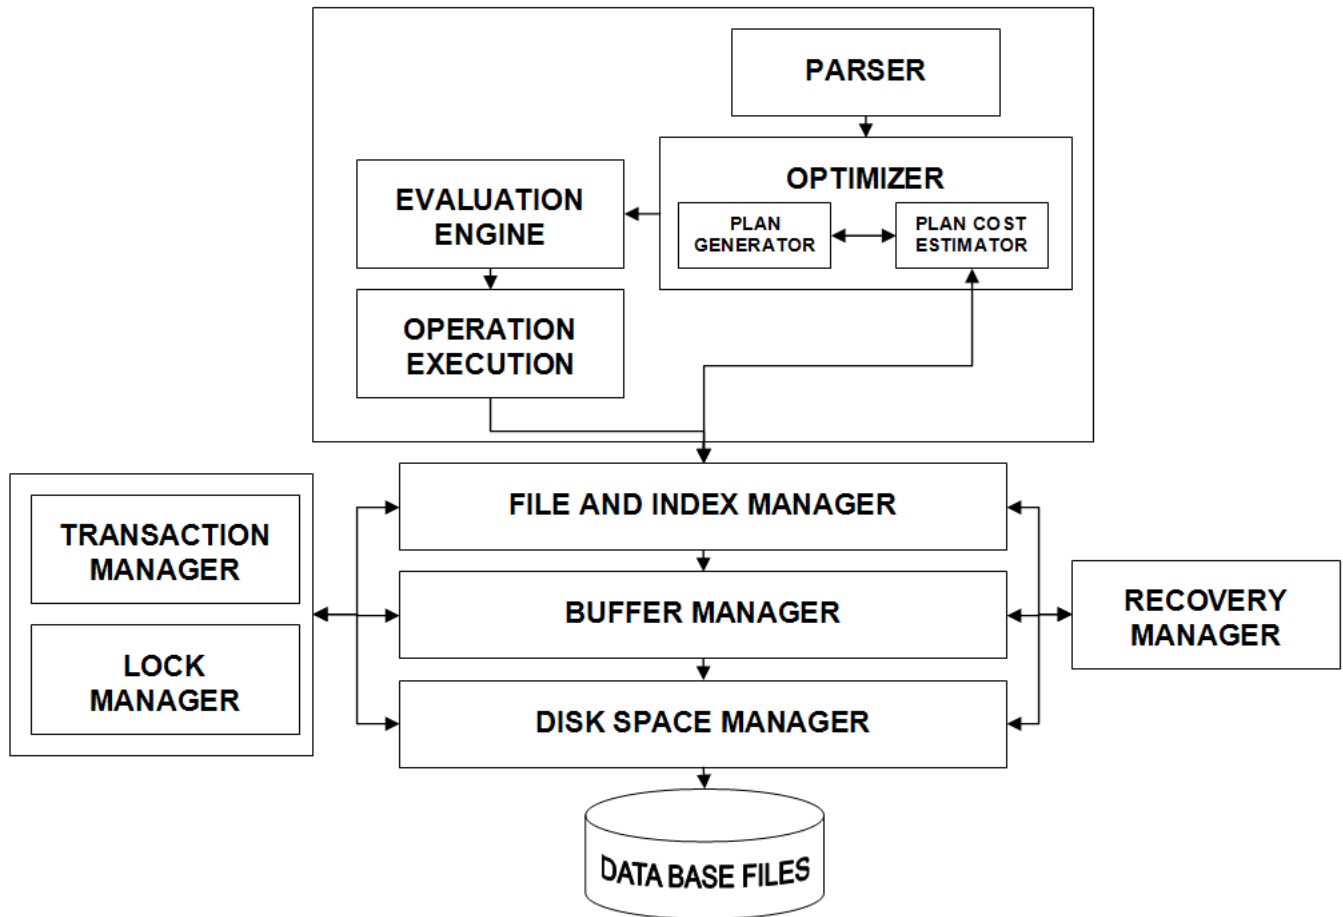 PARSER
OPTIMIZER
PLAN
GENERATOR
PLAN COST
ESTIMATOR
EVALUATION
ENGINE
OPERATION
EXECUTION
FILE AND INDEX MANAGER
TRANSACTION
MANAGER
LOCK
MANAGER
BUFFER MANAGER
RECOVERY
MANAGER
DISK SPACE MANAGER
DATA BASE FILES